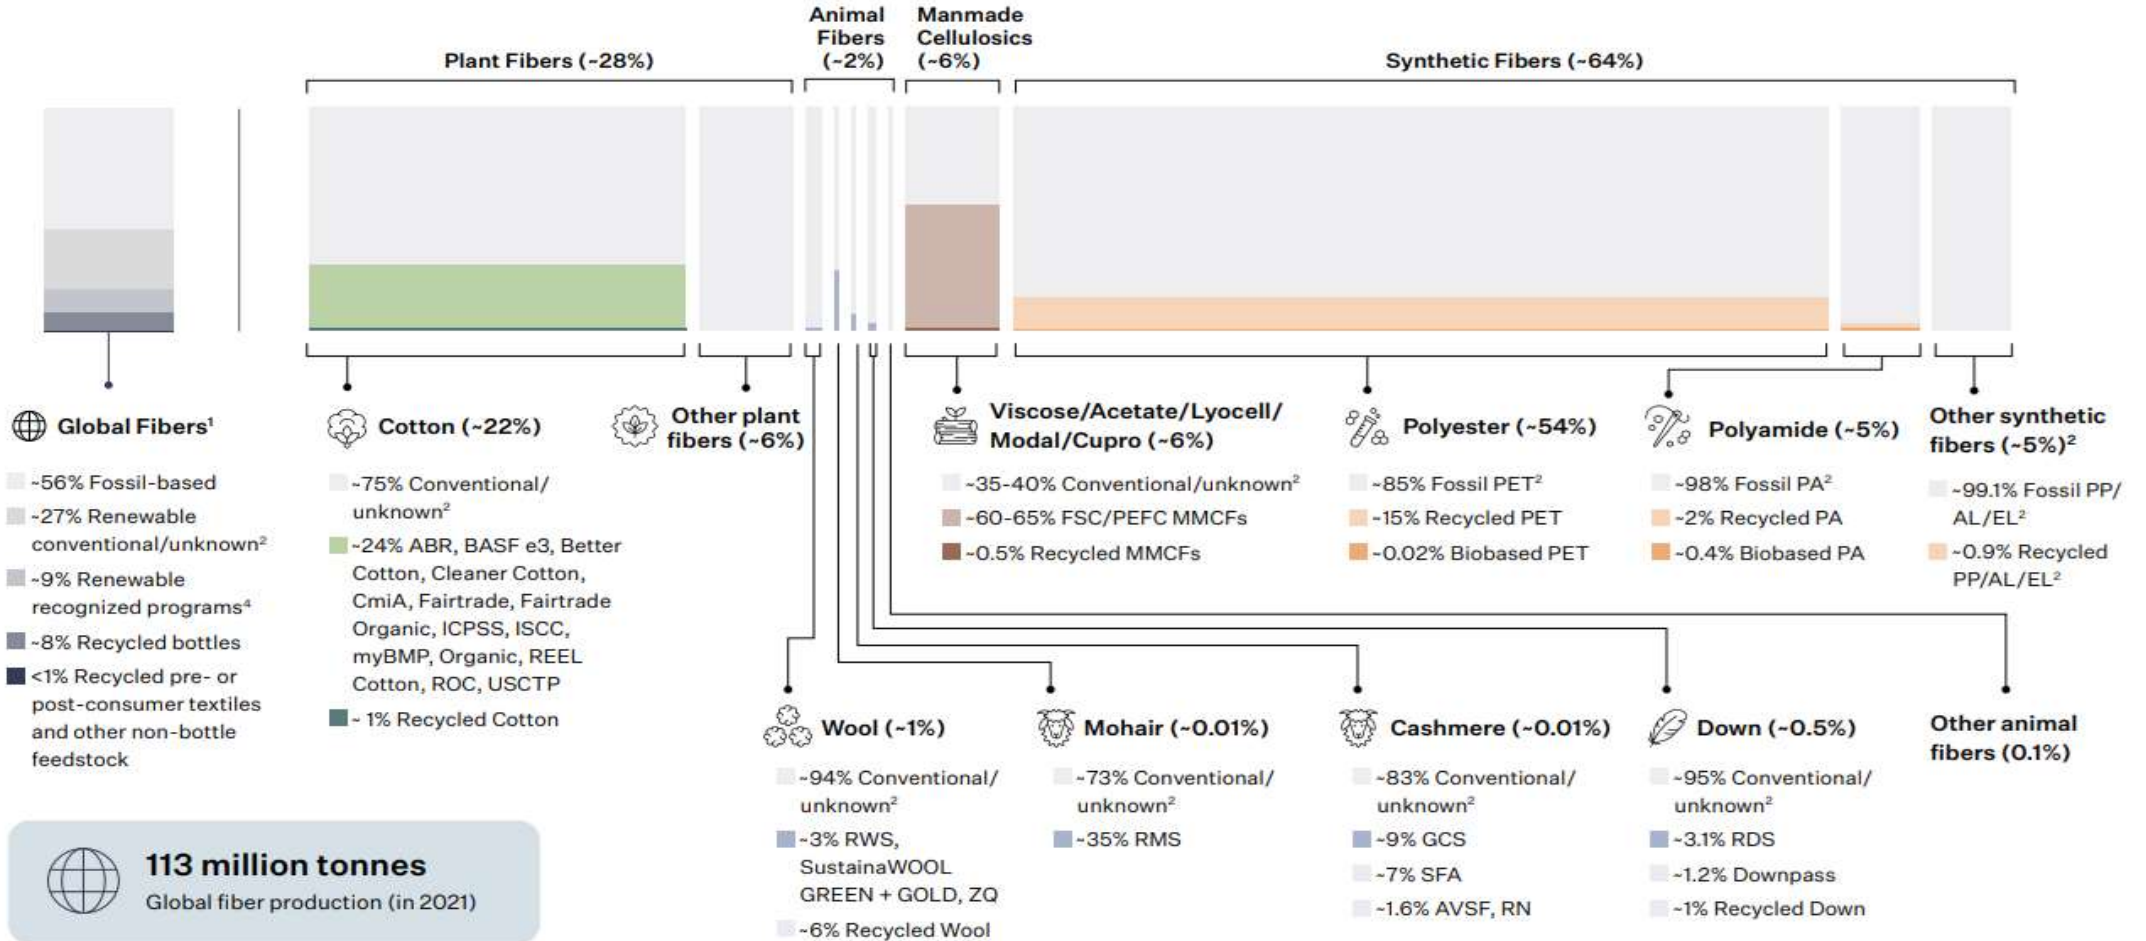 Plant Fibers (~28%)
Animal
Fibers
(~2%)
Manmade
Cellulosics
(~6%)
Synthetic Fibers (~64%)
Global Fibers¹
~56% Fossil-based
~27% Renewable
conventional/unknown²
~9% Renewable
recognized programs⁴
~8% Recycled bottles
<1% Recycled pre- or
post-consumer textiles
and other non-bottle
feedstock
Cotton (~22%)
~75% Conventional/
unknown²
~24% ABR, BASF e3, Better
Cotton, Cleaner Cotton,
CmiA, Fairtrade, Fairtrade
Organic, ICPSS, ISCC,
myBMP, Organic, REEL
Cotton, ROC, USCTP
~ 1% Recycled Cotton
Other plant
fibers (~6%)
Viscose/Acetate/Lyocell/
Modal/Cupro (~6%)
~35-40% Conventional/unknown²
~60-65% FSC/PEFC MMCFs
~0.5% Recycled MMCFs
Polyester (~54%)
~85% Fossil PET²
~15% Recycled PET
~0.02% Biobased PET
Polyamide (~5%)
~98% Fossil PA²
~2% Recycled PA
~0.4% Biobased PA
Other synthetic
fibers (~5%)²
~99.1% Fossil PP/
AL/EL²
~0.9% Recycled
PP/AL/EL²
Wool (~1%)
~94% Conventional/
unknown²
~3% RWS,
SustainaWOOL
GREEN + GOLD, ZQ
~6% Recycled Wool
Mohair (~0.01%)
~73% Conventional/
unknown²
~35% RMS
Cashmere (~0.01%)
~83% Conventional/
unknown²
~9% GCS
~7% SFA
~1.6% AVSF, RN
Down (~0.5%)
~95% Conventional/
unknown²
~3.1% RDS
~1.2% Downpass
~1% Recycled Down
Other animal
fibers (0.1%)
113 million tonnes
Global fiber production (in 2021)